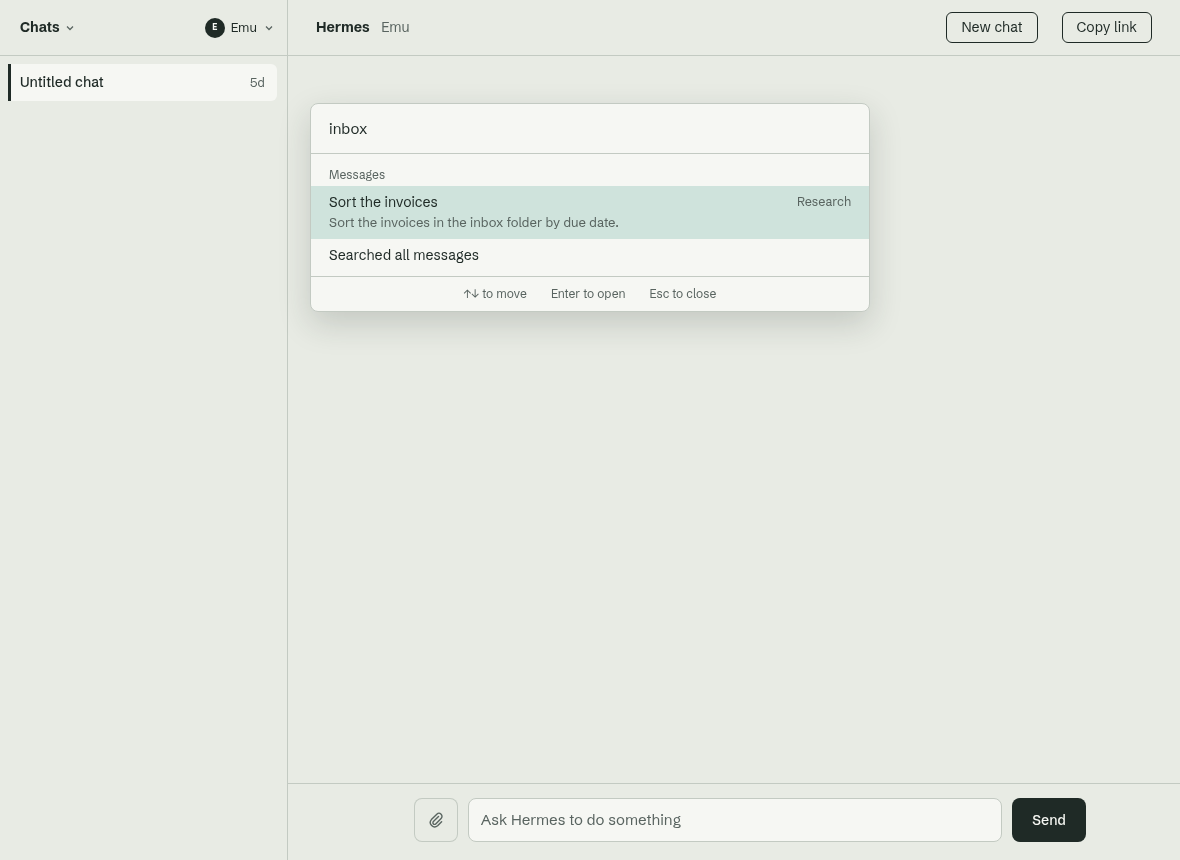 Chats
E Emu
Hermes Emu
New chat
Copy link
Untitled chat 5d
inbox
Messages
Sort the invoices Research
Sort the invoices in the inbox folder by due date.
Searched all messages
↑↓ to move Enter to open Esc to close
Ask Hermes to do something
Send